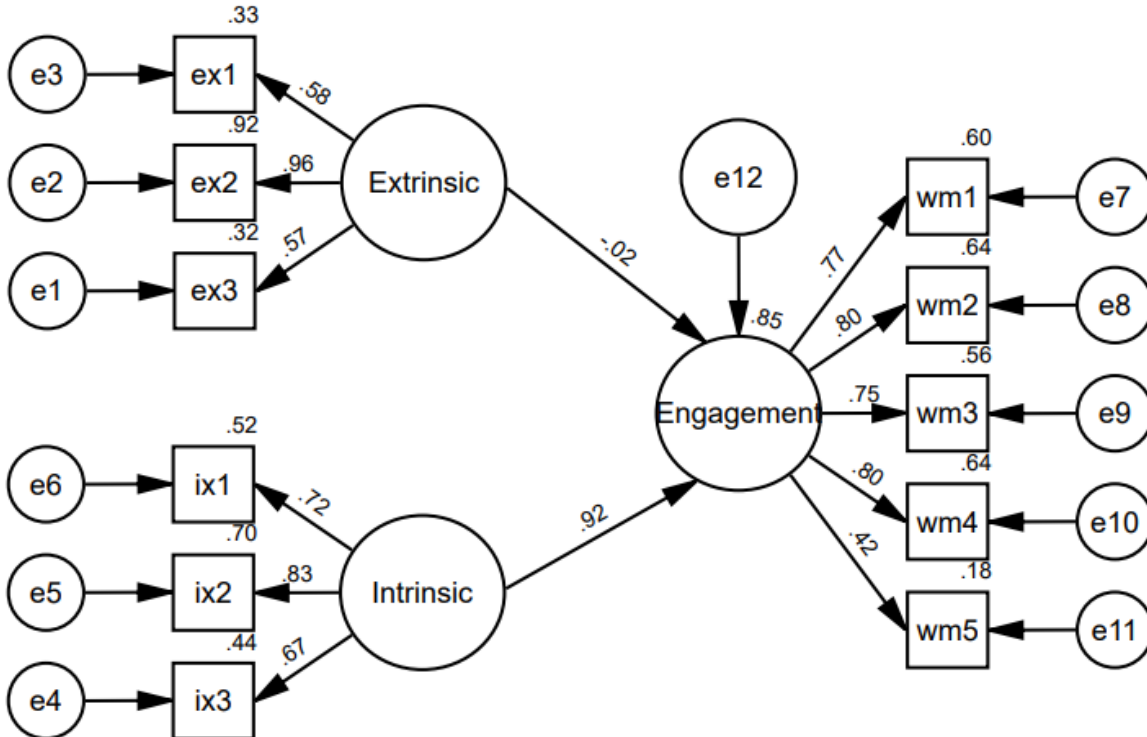 .33
e3
ex1
.58
.92
e2
ex2
.96
Extrinsic
.32
e1
ex3
.57
-.02
e12
.85
Engagement
.52
e6
ix1
.72
.70
e5
ix2
.83
Intrinsic
.44
e4
ix3
.67
.92
.60
.77
wm1
e7
.64
.80
wm2
e8
.56
.75
wm3
e9
.64
.80
wm4
e10
.18
.42
wm5
e11